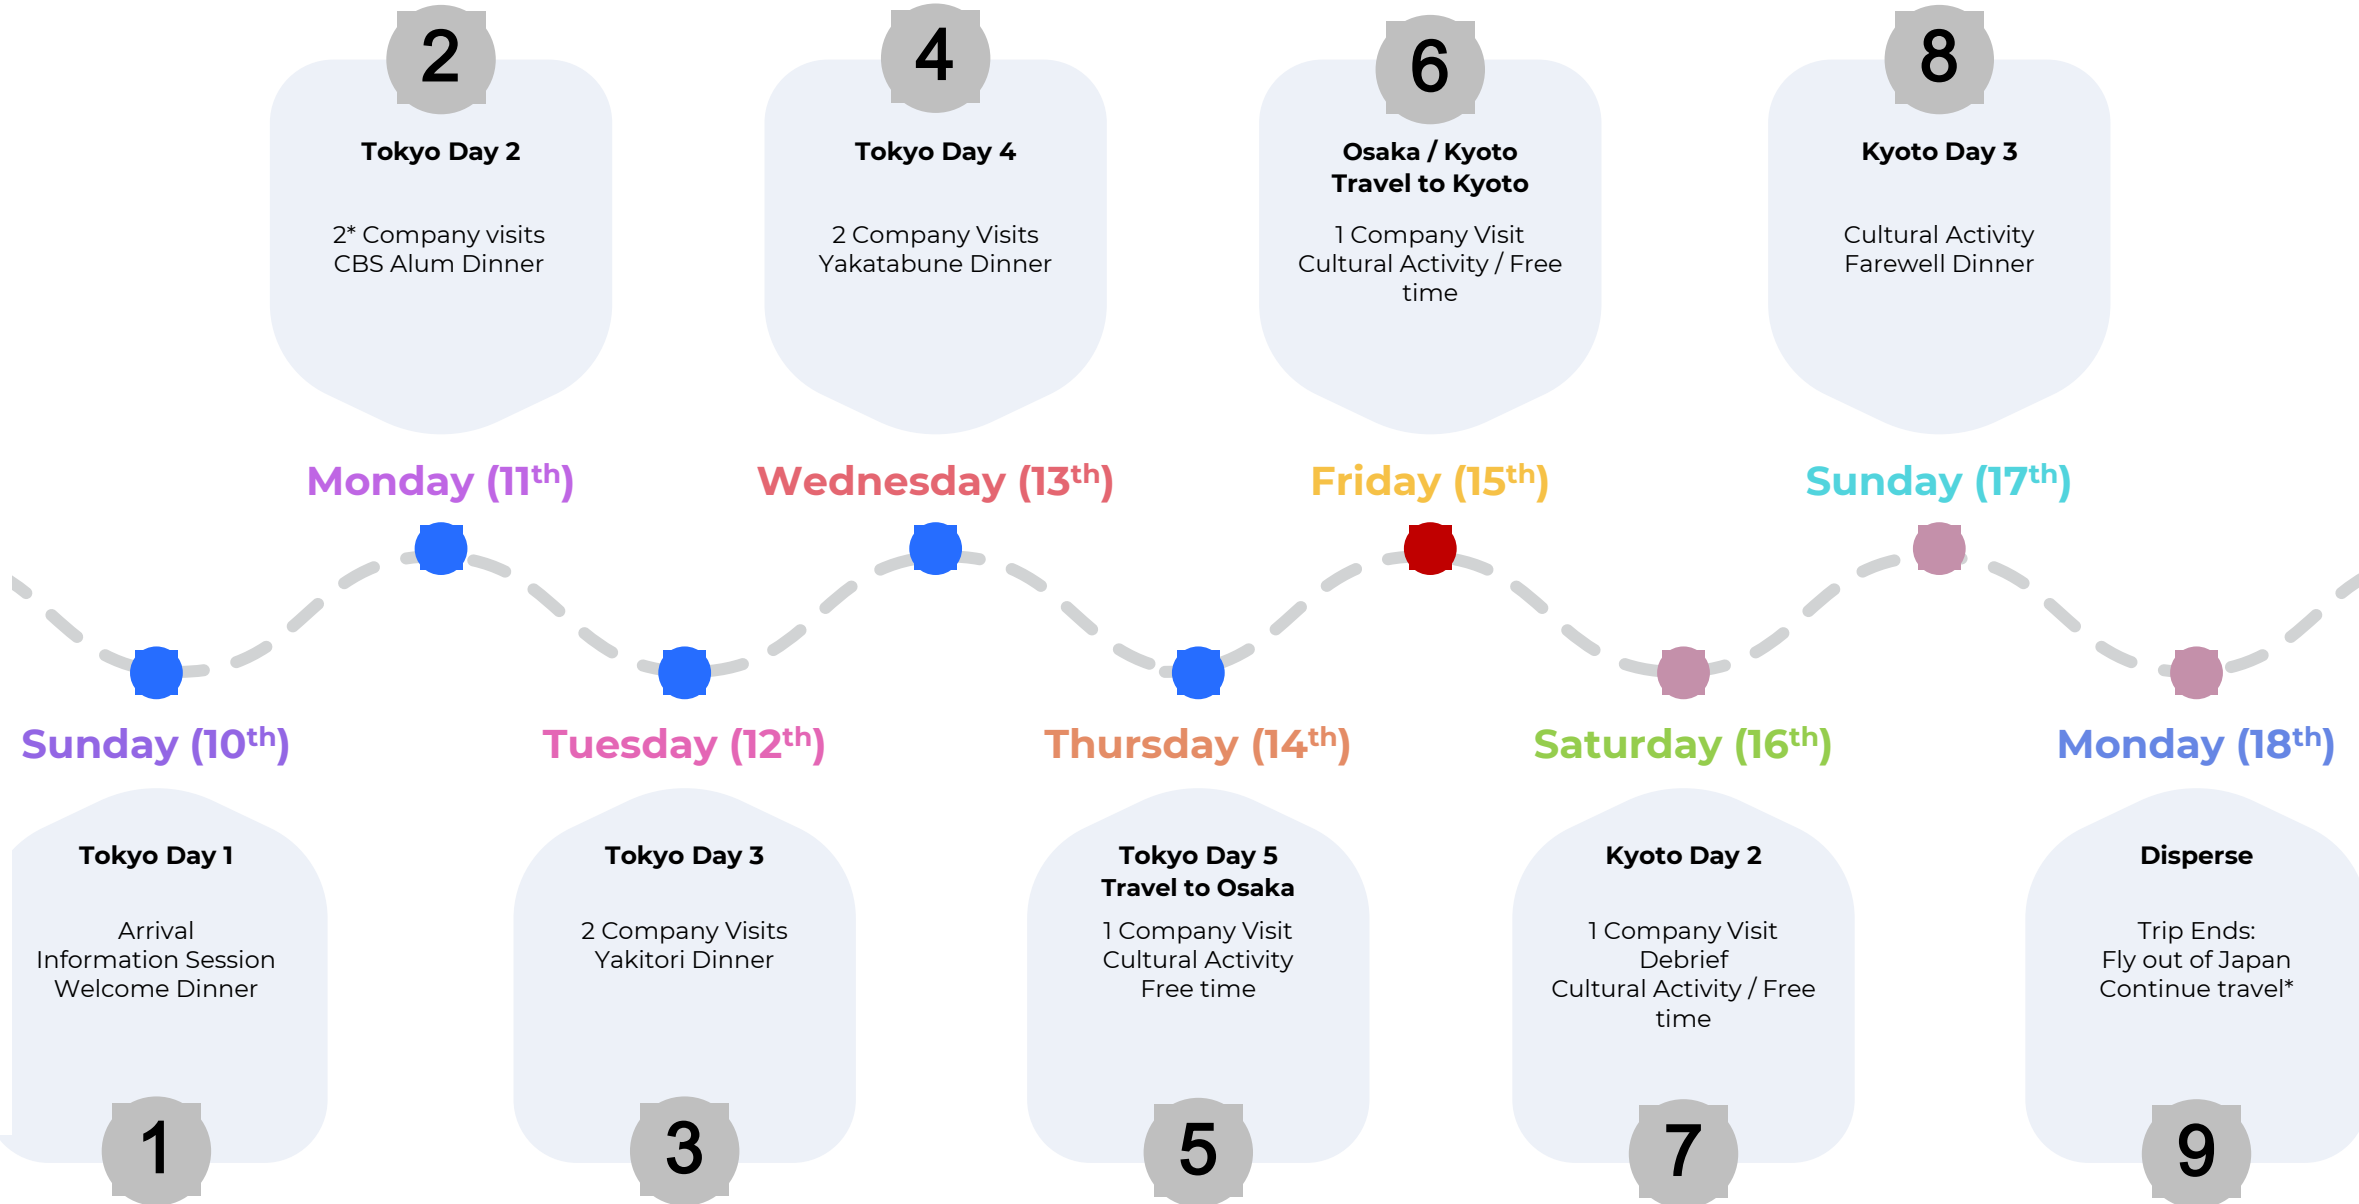 2
Tokyo Day 2
2* Company visits
CBS Alum Dinner
Monday (11th)
4
Tokyo Day 4
2 Company Visits
Yakatabune Dinner
Wednesday (13th)
6
Osaka / Kyoto
Travel to Kyoto
1 Company Visit
Cultural Activity / Free
time
Friday (15th)
8
Kyoto Day 3
Cultural Activity
Farewell Dinner
Sunday (17th)
Sunday (10th)
Tokyo Day 1
Arrival
Information Session
Welcome Dinner
1
Tuesday (12th)
Tokyo Day 3
2 Company Visits
Yakitori Dinner
3
Thursday (14th)
Tokyo Day 5
Travel to Osaka
1 Company Visit
Cultural Activity
Free time
5
Saturday (16th)
Kyoto Day 2
1 Company Visit
Debrief
Cultural Activity / Free
time
7
Monday (18th)
Disperse
Trip Ends:
Fly out of Japan
Continue travel*
9